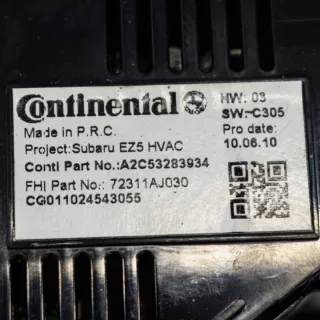 Continental
HW: 03
SW: C305
Made in P.R.C.
Pro date:
Project:Subaru EZ5 HVAC
10.06.10
Conti Part No.:A2C53283934
FHI Part No.: 72311AJ030
CG011024543055